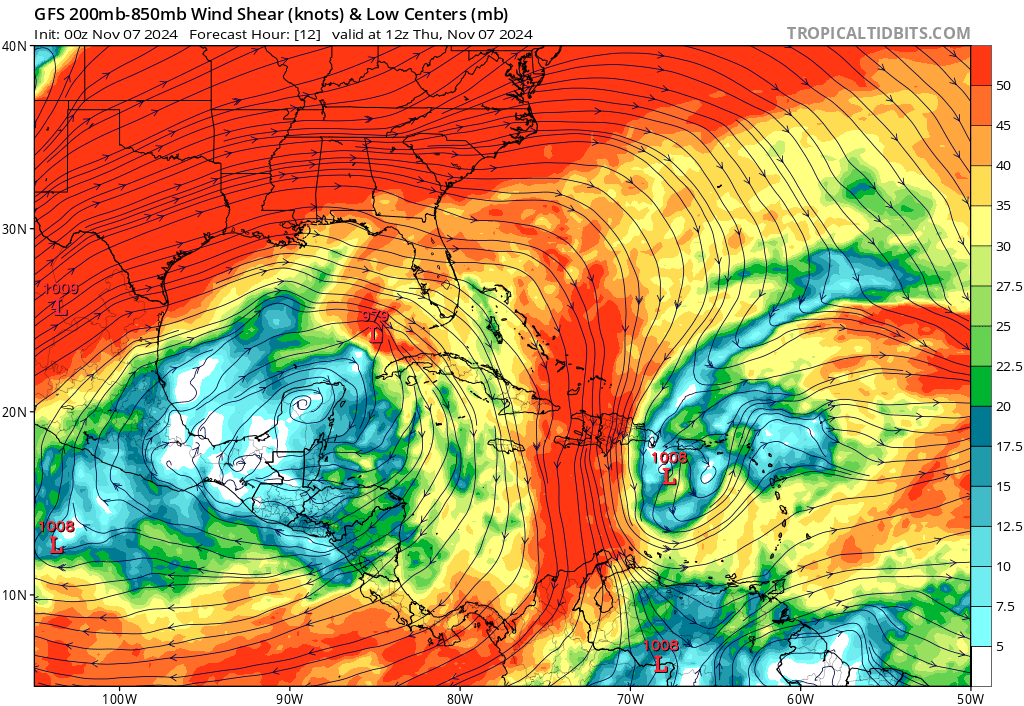 GFS 200mb-850mb Wind Shear (knots) & Low Centers (mb)
Init: 00z Nov 07 2024 Forecast Hour: [12] valid at 12z Thu, Nov 07 2024
TROPICALTIDBITS.COM
40N
30N
20N
10N
100W
90W
80W
70W
60W
50W
1009
L
979
L
1008
L
1008
L
1008
L
50
45
40
35
30
27.5
25
22.5
20
17.5
15
12.5
10
7.5
5